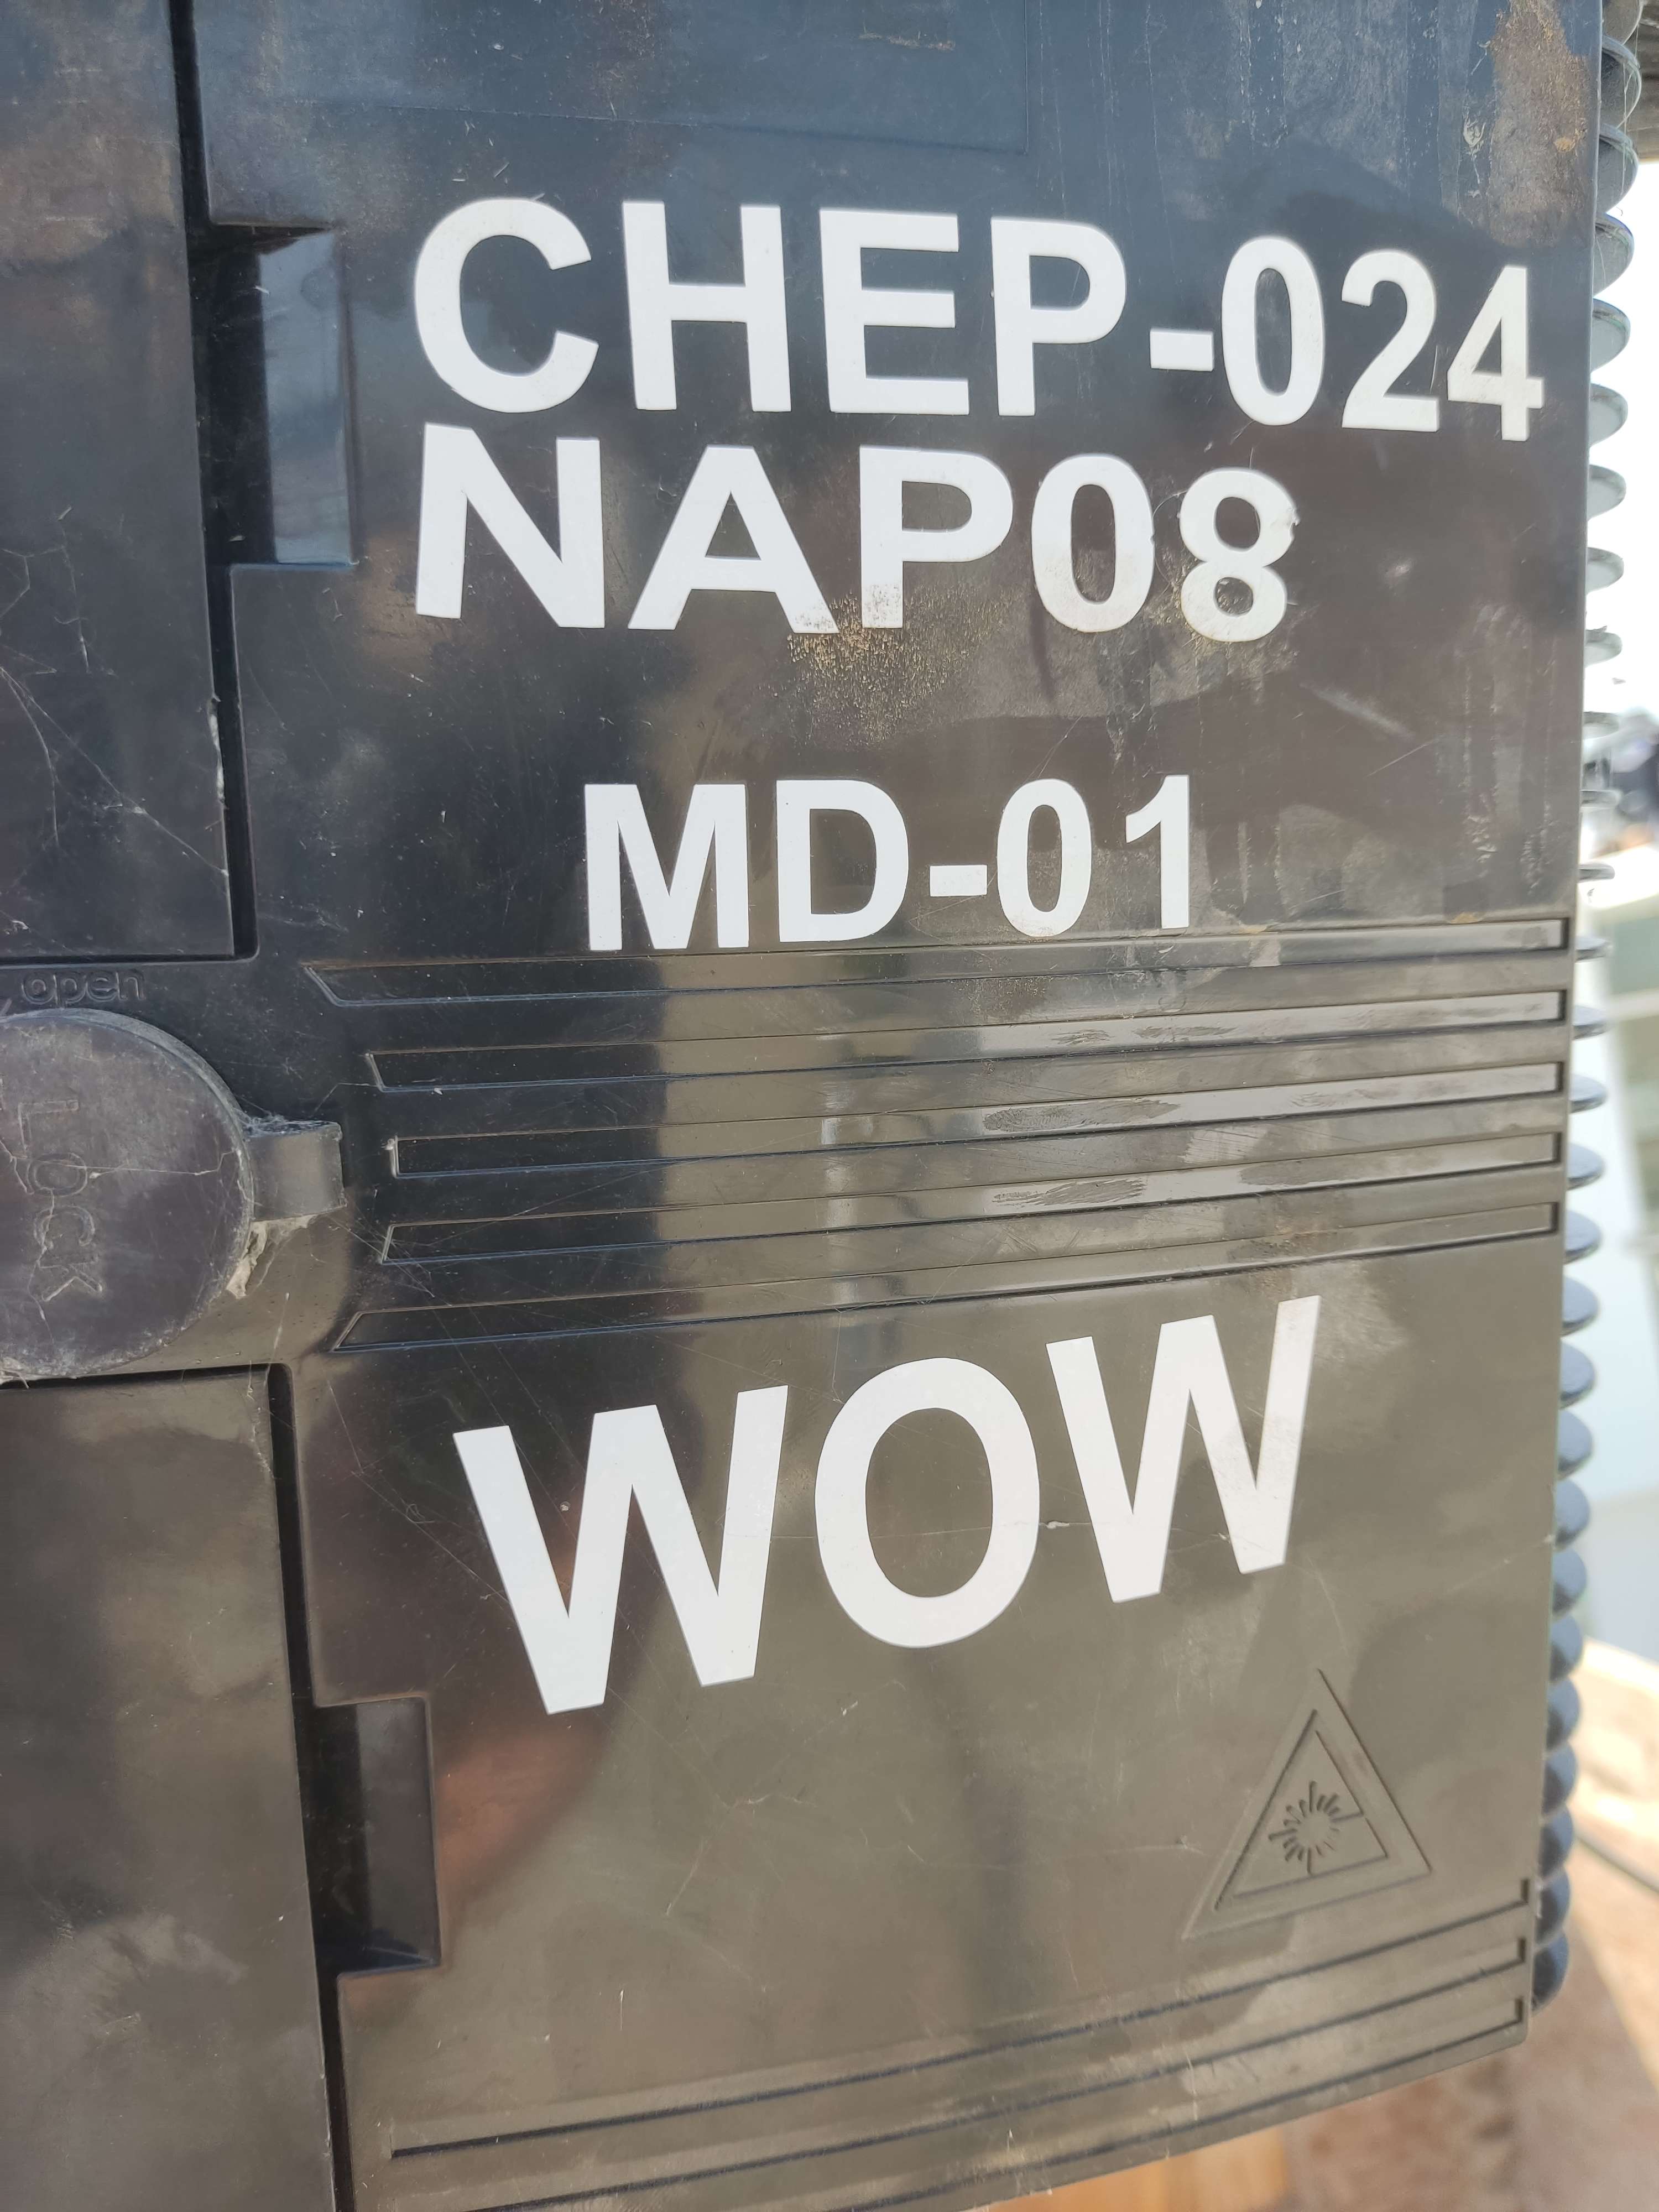 CHEP-024
NAP08
MD-01
open
LOCK
WOW